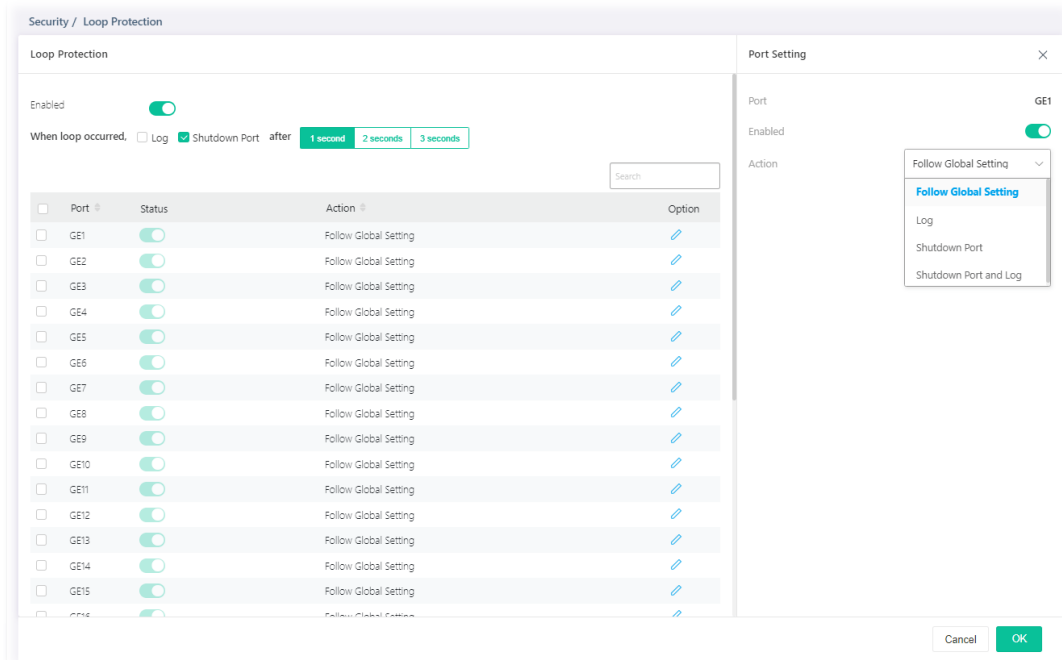 Security / Loop Protection
Loop Protection
Enabled
When loop occurred, Log Shutdown Port after 1 second 2 seconds 3 seconds
Search
Port Status Action Option
GE1 Follow Global Setting
GE2 Follow Global Setting
GE3 Follow Global Setting
GE4 Follow Global Setting
GE5 Follow Global Setting
GE6 Follow Global Setting
GE7 Follow Global Setting
GE8 Follow Global Setting
GE9 Follow Global Setting
GE10 Follow Global Setting
GE11 Follow Global Setting
GE12 Follow Global Setting
GE13 Follow Global Setting
GE14 Follow Global Setting
GE15 Follow Global Setting
GE16 Follow Global Setting
Port Setting
Port GE1
Enabled
Action Follow Global Setting
Follow Global Setting
Log
Shutdown Port
Shutdown Port and Log
Cancel OK